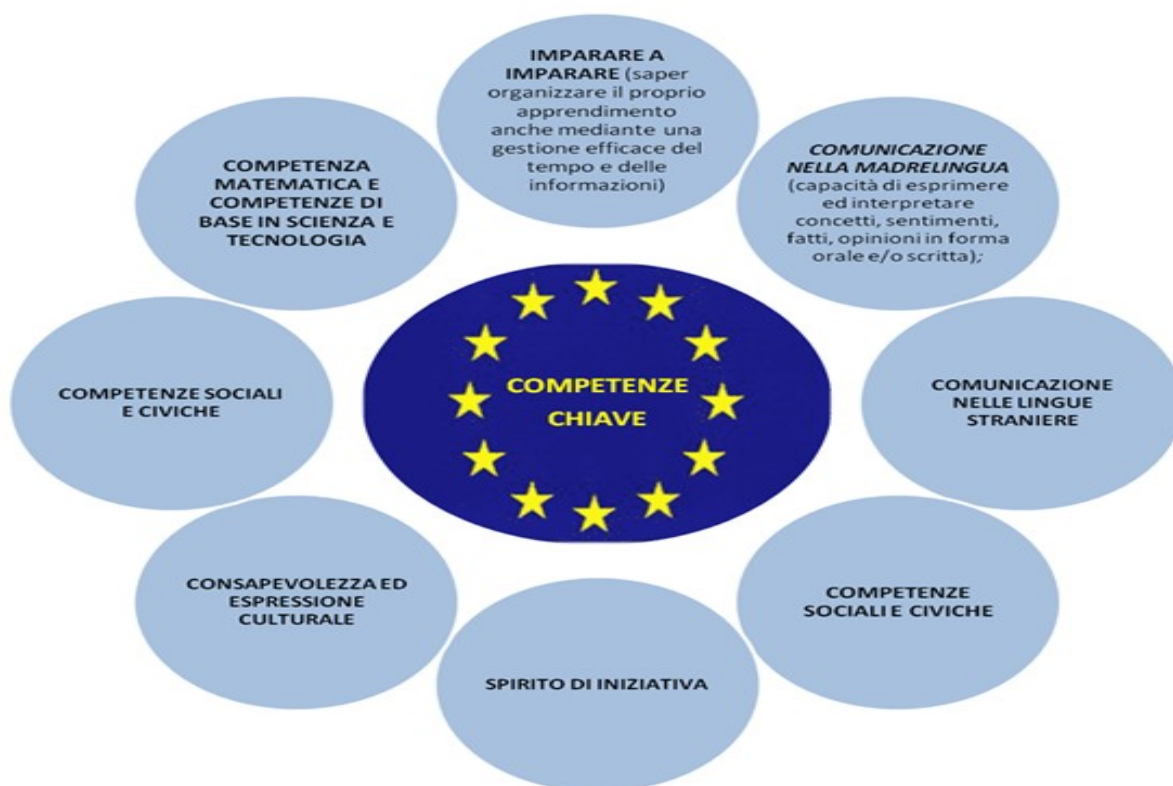 IMPARARE A
IMPARARE (saper
organizzare il proprio
apprendimento
anche mediante una
gestione efficace del
tempo e delle
informazioni)
COMUNICAZIONE
NELLA MADRELINGUA
(capacità di esprimere
ed interpretare
concetti, sentimenti,
fatti, opinioni in forma
orale e/o scritta);
COMUNICAZIONE
NELLE LINGUE
STRANIERE
COMPETENZE
SOCIALI E CIVICHE
SPIRITO DI INIZIATIVA
CONSAPEVOLEZZA ED
ESPRESSIONE
CULTURALE
COMPETENZE SOCIALI
E CIVICHE
COMPETENZA
MATEMATICA E
COMPETENZE DI
BASE IN SCIENZA E
TECNOLOGIA
COMPETENZE
CHIAVE